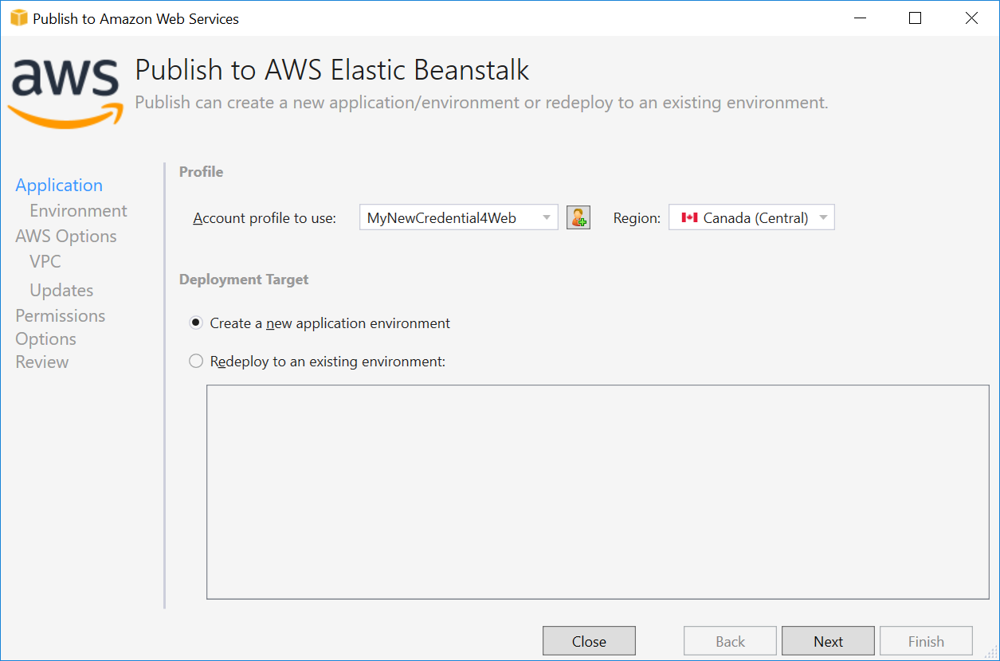 Publish to Amazon Web Services
aws
Publish to AWS Elastic Beanstalk
Publish can create a new application/environment or redeploy to an existing environment.
Application
Environment
AWS Options
VPC
Updates
Permissions
Options
Review
Profile
Account profile to use: MyNewCredential4Web Region: Canada (Central)
Deployment Target
Create a new application environment
Redeploy to an existing environment:
Close Back Next Finish